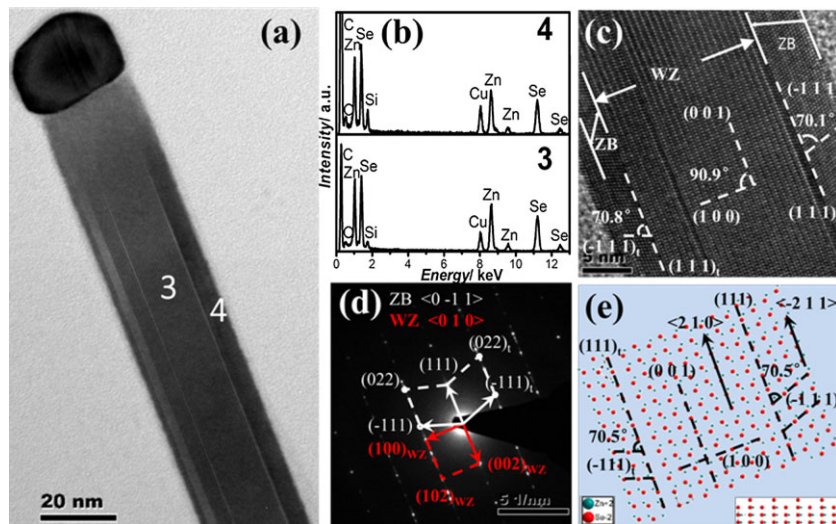 (a)
3
4
20 nm
(b)
4
C
Zn
Se
O
Si
Cu
Zn
Zn
Se
Se
3
C
Zn
Se
Si
Cu
Zn
Zn
Se
Se
Intensity/ a.u.
0 2 4 6 8 10 12
Energy/ keV
(c)
ZB
WZ
(-1 1 1)
70.1°
(0 0 1)
ZB
90.9°
70.8°
(1 0 0)
(1 1 1)
(-1 1 1)t
(1 1 1)t
5 nm
(d)
ZB <0 -1 1>
WZ <0 1 0>
(022)t
(022)
(111)
(-111)t
(-111)
(100)WZ
(002)WZ
(102)WZ
5 1/nm
(e)
(111)
<-2 1 1>
<2 1 0>
(111)t
(0 0 1)
70.5°
(-1 1 1)
70.5°
(-111)t
(1 0 0)
Zn+2
Se-2